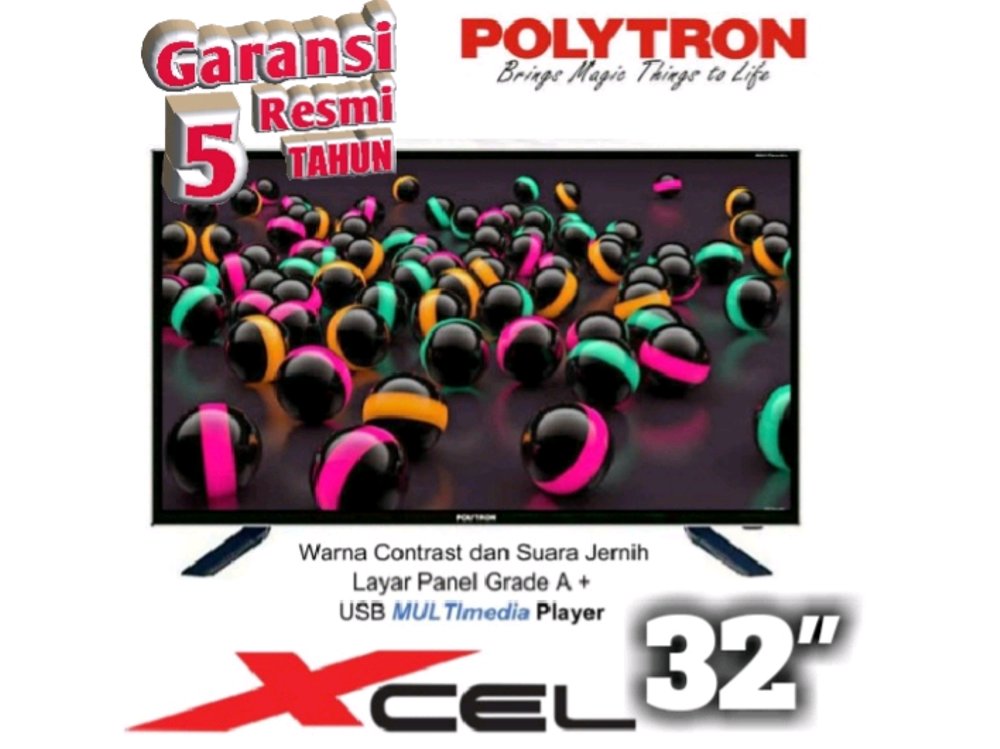 Garansi
Resmi
5 TAHUN
POLYTRON
Brings Magic Things to Life
POLYTRON
Warna Contrast dan Suara Jernih
Layar Panel Grade A +
USB MULTImedia Player
XCEL
32"